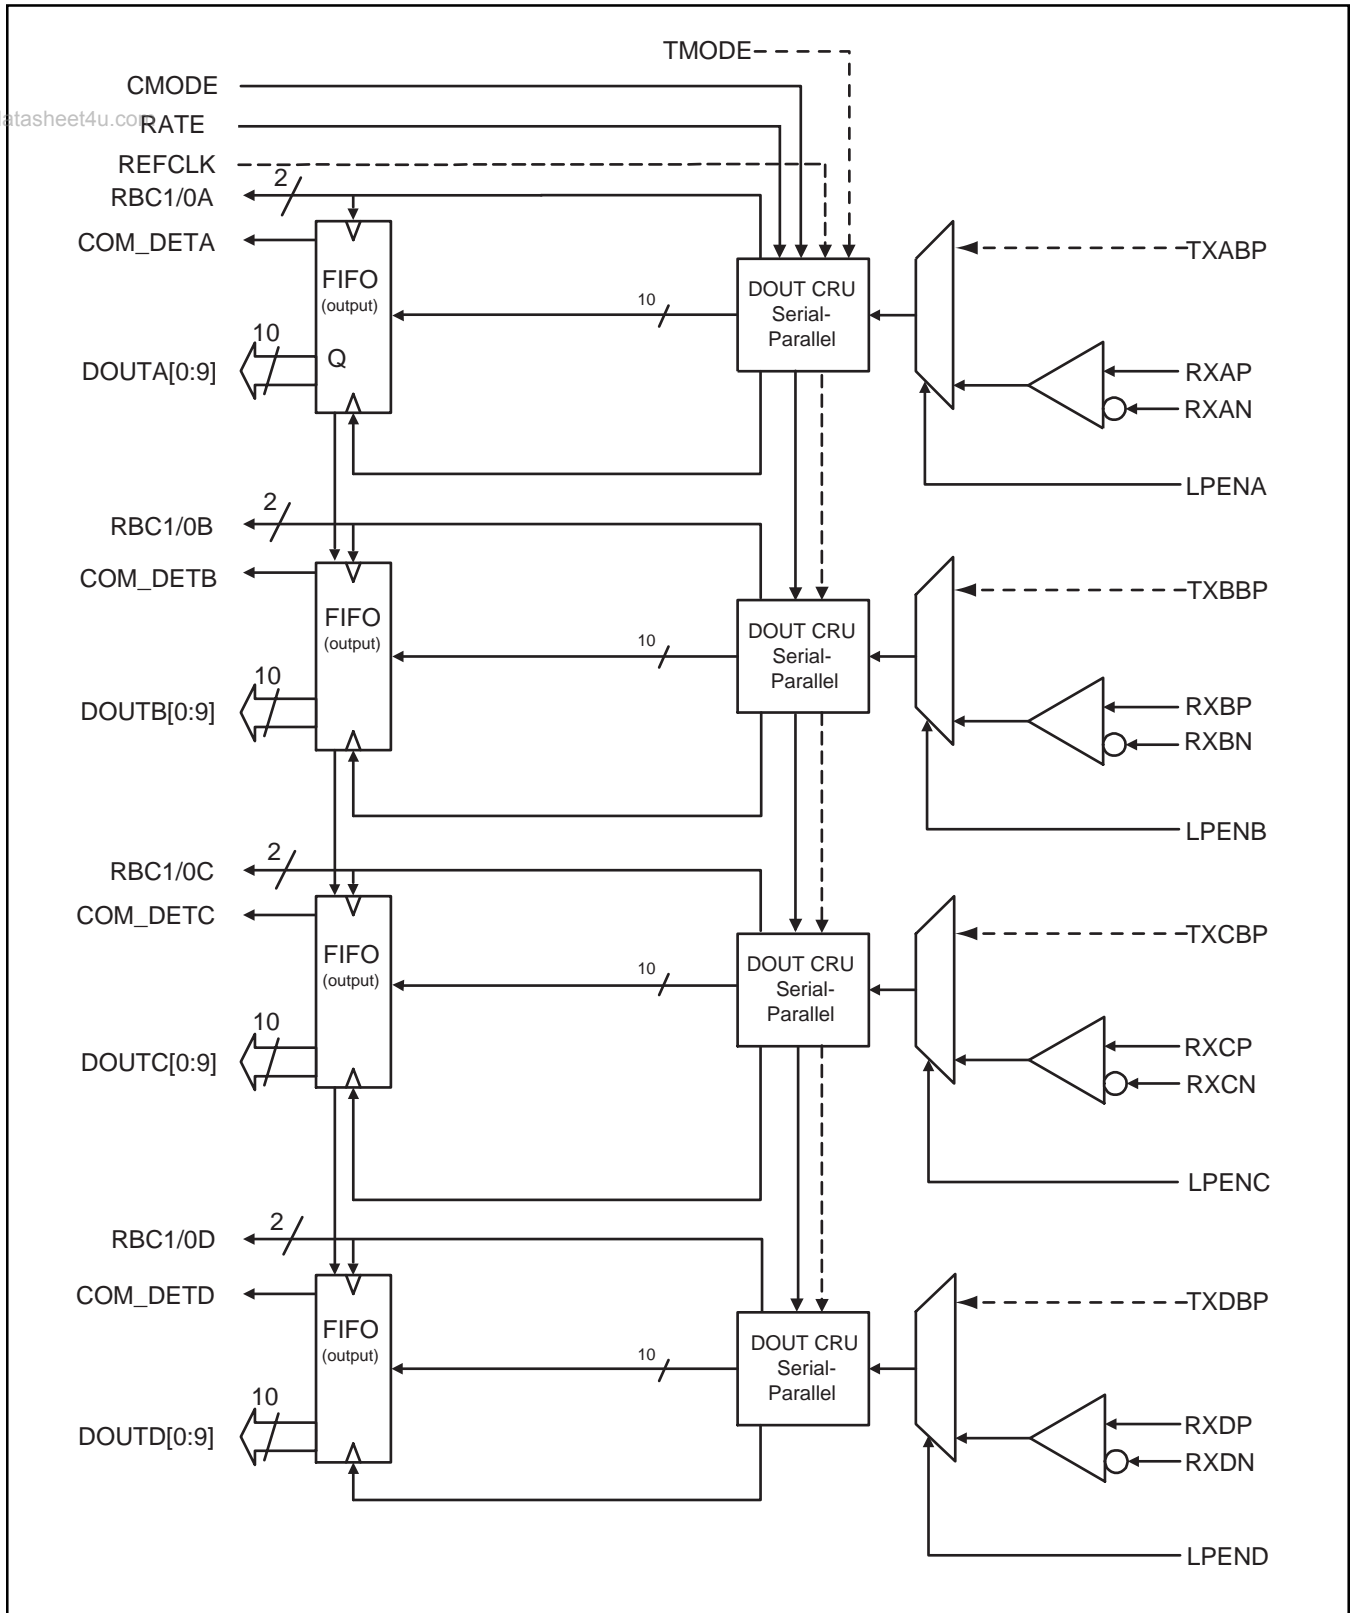 TMODE
CMODE
atasheet4u.com
RATE
REFCLK
RBC1/0A
2
COM_DETA
FIFO
(output)
Q
10
DOUTA[0:9]
10
DOUT CRU
Serial-
Parallel
TXABP
RXAP
RXAN
LPENA
RBC1/0B
2
COM_DETB
FIFO
(output)
10
DOUTB[0:9]
10
DOUT CRU
Serial-
Parallel
TXBBP
RXBP
RXBN
LPENB
RBC1/0C
2
COM_DETC
FIFO
(output)
10
DOUTC[0:9]
10
DOUT CRU
Serial-
Parallel
TXCBP
RXCP
RXCN
LPENC
RBC1/0D
2
COM_DETD
FIFO
(output)
10
DOUTD[0:9]
10
DOUT CRU
Serial-
Parallel
TXDBP
RXDP
RXDN
LPEND